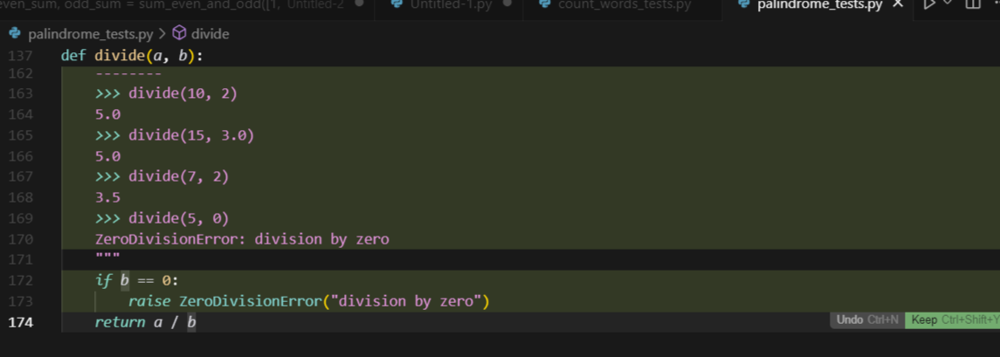 even_sum, odd_sum = sum_even_and_odd([1, Untitled-2 Untitled-1.py count_words_tests.py palindrome_tests.py
palindrome_tests.py > divide
137 def divide(a, b):
162 --------
163 >>> divide(10, 2)
164 5.0
165 >>> divide(15, 3.0)
166 5.0
167 >>> divide(7, 2)
168 3.5
169 >>> divide(5, 0)
170 ZeroDivisionError: division by zero
171 """
172 if b == 0:
173 raise ZeroDivisionError("division by zero")
174 return a / b
Undo Ctrl+N Keep Ctrl+Shift+Y